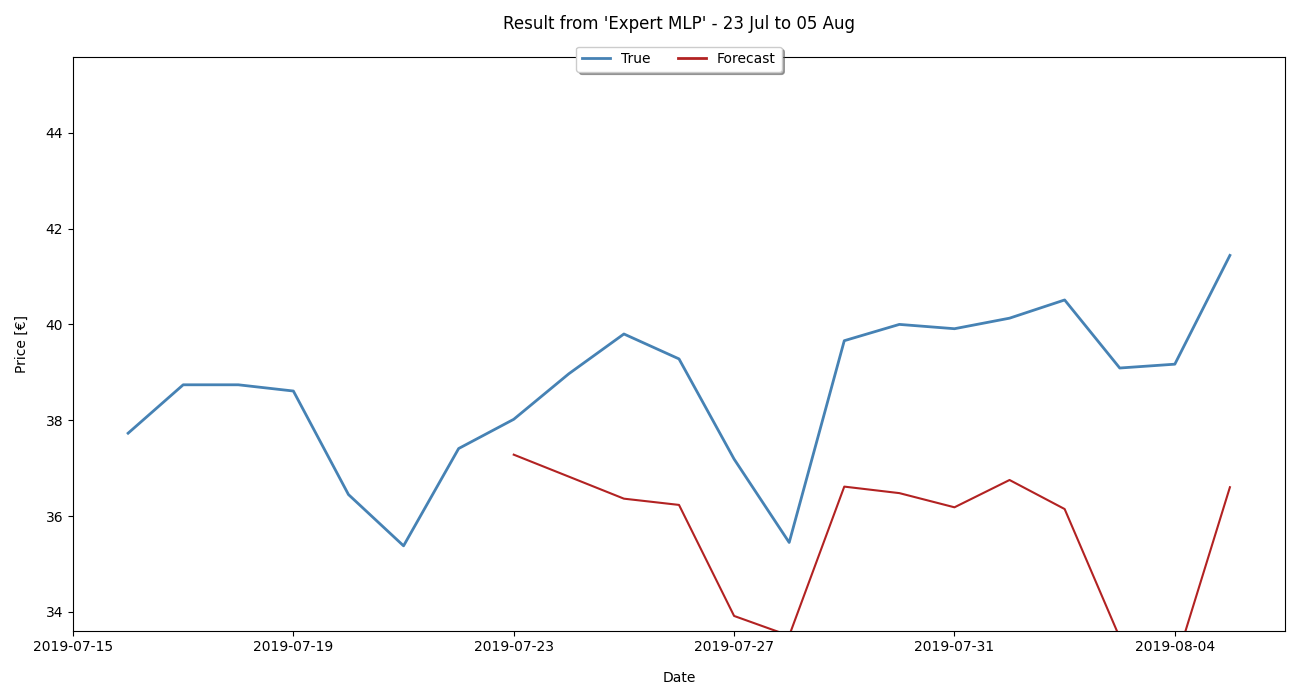 Result from 'Expert MLP' - 23 Jul to 05 Aug
True Forecast
44
42
40
38
36
34
Price [€]
2019-07-15 2019-07-19 2019-07-23 2019-07-27 2019-07-31 2019-08-04
Date